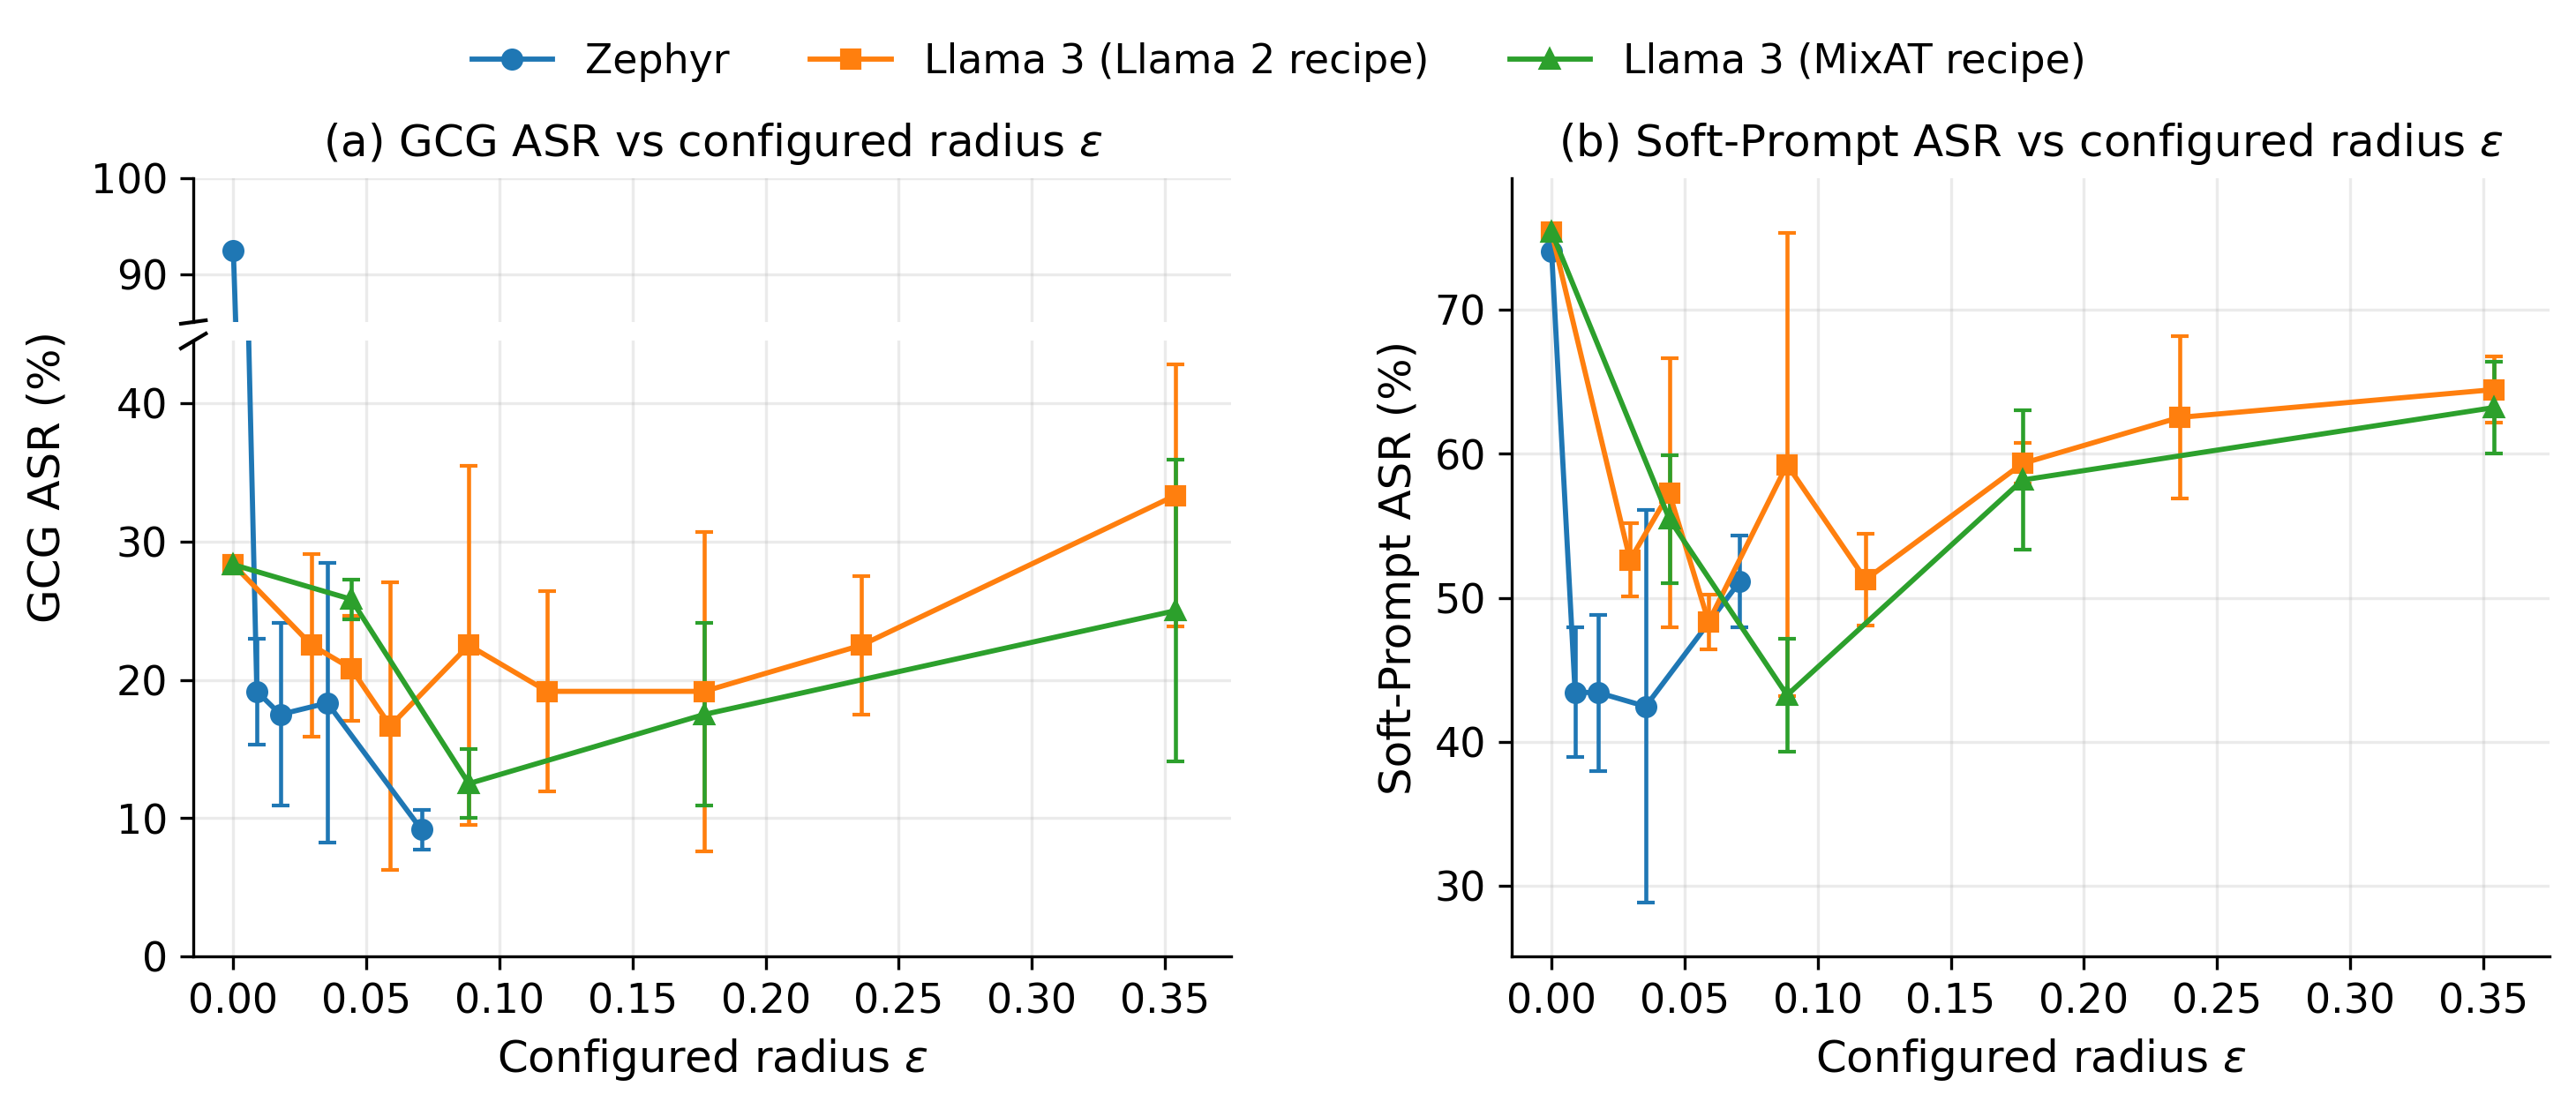 Zephyr
Llama 3 (Llama 2 recipe)
Llama 3 (MixAT recipe)
(a) GCG ASR vs configured radius ε
100
90
40
30
20
10
0
GCG ASR (%)
0.00 0.05 0.10 0.15 0.20 0.25 0.30 0.35
Configured radius ε
(b) Soft-Prompt ASR vs configured radius ε
70
60
50
40
30
Soft-Prompt ASR (%)
0.00 0.05 0.10 0.15 0.20 0.25 0.30 0.35
Configured radius ε